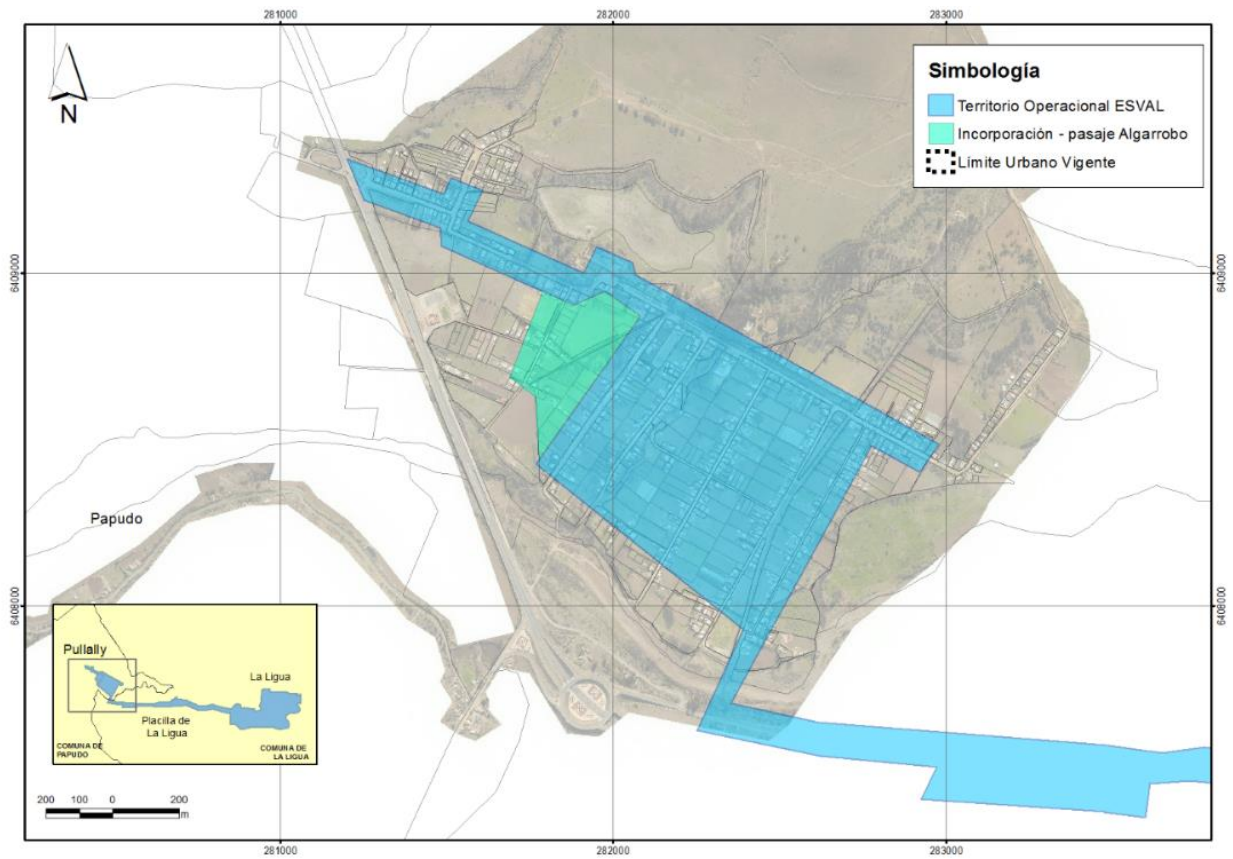 281000 282000 283000
Simbología
Territorio Operacional ESVAL
Incorporación - pasaje Algarrobo
Límite Urbano Vigente
N
6409000 6409000
Papudo
6408000 6408000
Pullally
La Ligua
Placilla de
La Ligua
COMUNA DE
PAPUDO
COMUNA DE
LA LIGUA
200 100 0 200
m
281000 282000 283000